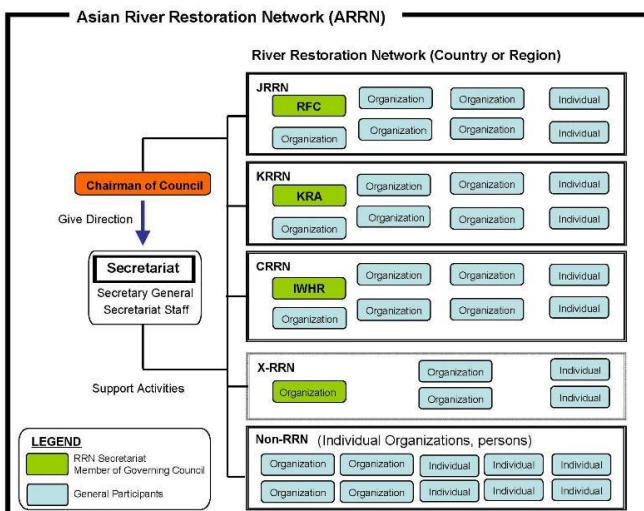 Asian River Restoration Network (ARRN)
River Restoration Network (Country or Region)
JRRN
RFC
Organization
Organization
Individual
Organization
Organization
Organization
Individual
Chairman of Council
Give Direction
Secretariat
Secretary General
Secretariat Staff
Support Activities
KRRN
KRA
Organization
Organization
Individual
Organization
Organization
Organization
Individual
CRRN
IWHR
Organization
Organization
Individual
Organization
Organization
Organization
Individual
X-RRN
Organization
Organization
Individual
Organization
Individual
Non-RRN (Individual Organizations, persons)
Organization Organization Individual Individual Individual
Organization Organization Individual Individual Individual
LEGEND
RRN Secretariat
Member of Governing Council
General Participants